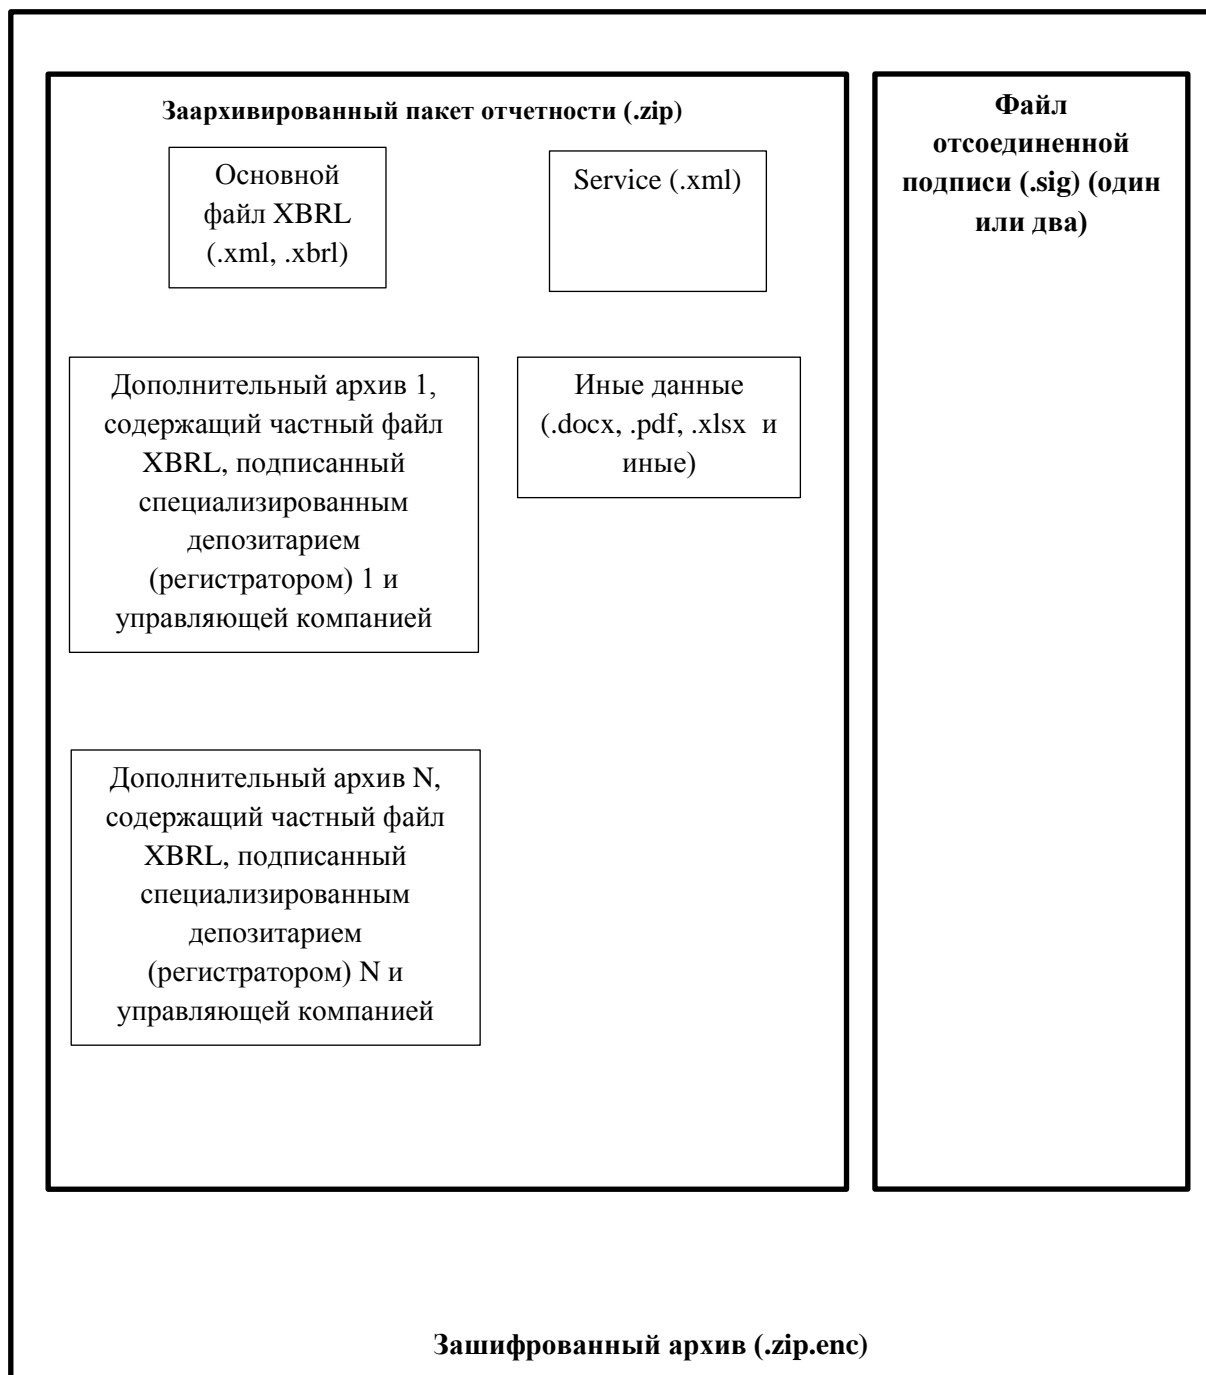 Заархивированный пакет отчетности (.zip)
Основной
файл XBRL
(.xml, .xbrl)
Service (.xml)
Дополнительный архив 1,
содержащий частный файл
XBRL, подписанный
специализированным
депозитарием
(регистратором) 1 и
управляющей компанией
Иные данные
(.docx, .pdf, .xlsx и
иные)
Дополнительный архив N,
содержащий частный файл
XBRL, подписанный
специализированным
депозитарием
(регистратором) N и
управляющей компанией
Файл
отсоединенной
подписи (.sig) (один
или два)
Зашифрованный архив (.zip.enc)